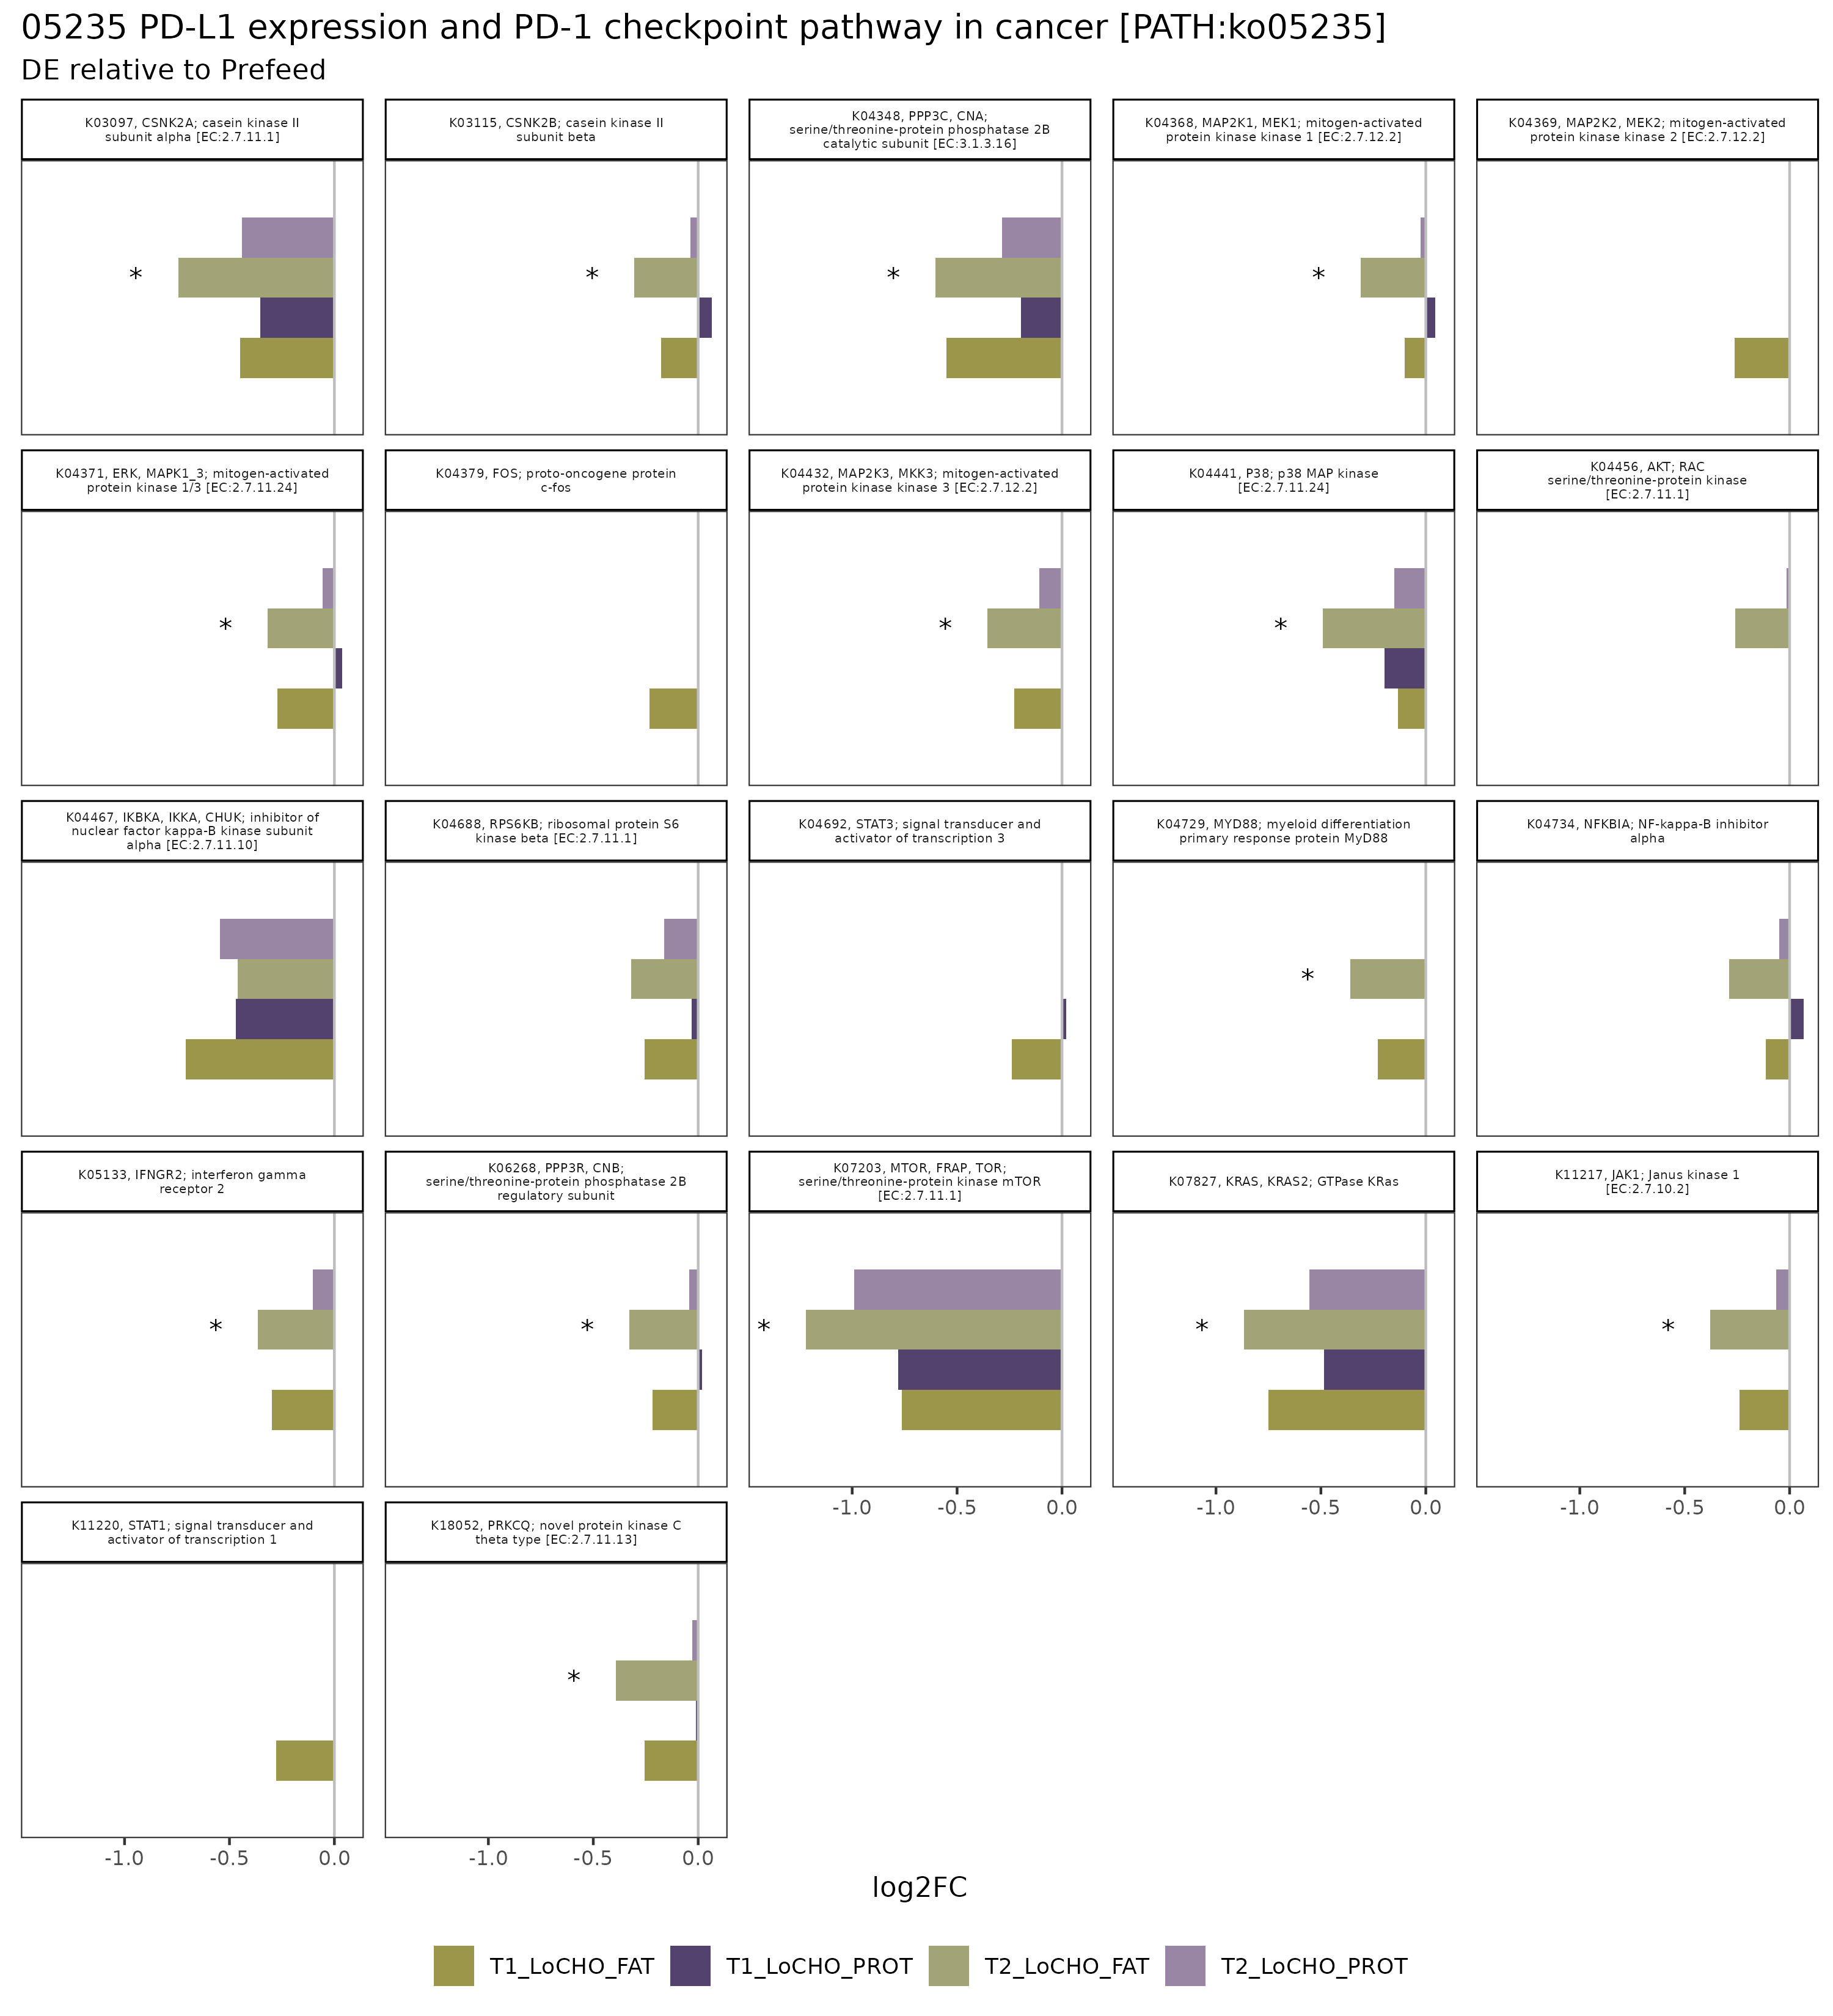 05235 PD-L1 expression and PD-1 checkpoint pathway in cancer [PATH:ko05235]
DE relative to Prefeed
K03097, CSNK2A; casein kinase II
subunit alpha [EC:2.7.11.1]
K03115, CSNK2B; casein kinase II
subunit beta
K04348, PPP3C, CNA;
serine/threonine-protein phosphatase 2B
catalytic subunit [EC:3.1.3.16]
K04368, MAP2K1, MEK1; mitogen-activated
protein kinase kinase 1 [EC:2.7.12.2]
K04369, MAP2K2, MEK2; mitogen-activated
protein kinase kinase 2 [EC:2.7.12.2]
*
*
*
*
K04371, ERK, MAPK1_3; mitogen-activated
protein kinase 1/3 [EC:2.7.11.24]
K04379, FOS; proto-oncogene protein
c-fos
K04432, MAP2K3, MKK3; mitogen-activated
protein kinase kinase 3 [EC:2.7.12.2]
K04441, P38; p38 MAP kinase
[EC:2.7.11.24]
K04456, AKT; RAC
serine/threonine-protein kinase
[EC:2.7.11.1]
*
*
*
K04467, IKBKA, IKKA, CHUK; inhibitor of
nuclear factor kappa-B kinase subunit
alpha [EC:2.7.11.10]
K04688, RPS6KB; ribosomal protein S6
kinase beta [EC:2.7.11.1]
K04692, STAT3; signal transducer and
activator of transcription 3
K04729, MYD88; myeloid differentiation
primary response protein MyD88
K04734, NFKBIA; NF-kappa-B inhibitor
alpha
*
K05133, IFNGR2; interferon gamma
receptor 2
K06268, PPP3R, CNB;
serine/threonine-protein phosphatase 2B
regulatory subunit
K07203, MTOR, FRAP, TOR;
serine/threonine-protein kinase mTOR
[EC:2.7.11.1]
K07827, KRAS, KRAS2; GTPase KRas
K11217, JAK1; Janus kinase 1
[EC:2.7.10.2]
*
*
*
*
*
-1.0 -0.5 0.0
-1.0 -0.5 0.0
-1.0 -0.5 0.0
K11220, STAT1; signal transducer and
activator of transcription 1
K18052, PRKCQ; novel protein kinase C
theta type [EC:2.7.11.13]
*
-1.0 -0.5 0.0
-1.0 -0.5 0.0
log2FC
T1_LoCHO_FAT T1_LoCHO_PROT T2_LoCHO_FAT T2_LoCHO_PROT